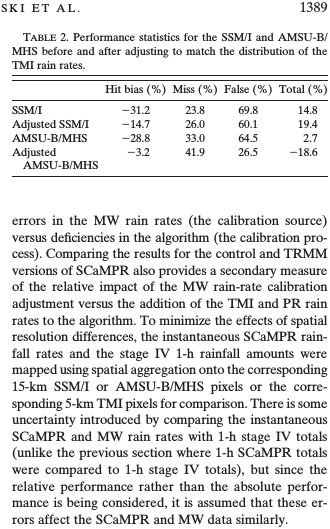 SKI ET AL. 1389
TABLE 2. Performance statistics for the SSM/I and AMSU-B/
MHS before and after adjusting to match the distribution of the
TMI rain rates.
Hit bias (%) Miss (%) False (%) Total (%)
SSM/I −31.2 23.8 69.8 14.8
Adjusted SSM/I −14.7 26.0 60.1 19.4
AMSU-B/MHS −28.8 33.0 64.5 2.7
Adjusted −3.2 41.9 26.5 −18.6
AMSU-B/MHS
errors in the MW rain rates (the calibration source)
versus deficiencies in the algorithm (the calibration pro-
cess). Comparing the results for the control and TRMM
versions of SCaMPR also provides a secondary measure
of the relative impact of the MW rain-rate calibration
adjustment versus the addition of the TMI and PR rain
rates to the algorithm. To minimize the effects of spatial
resolution differences, the instantaneous SCaMPR rain-
fall rates and the stage IV 1-h rainfall amounts were
mapped using spatial aggregation onto the corresponding
15-km SSM/I or AMSU-B/MHS pixels or the corre-
sponding 5-km TMI pixels for comparison. There is some
uncertainty introduced by comparing the instantaneous
SCaMPR and MW rain rates with 1-h stage IV totals
(unlike the previous section where 1-h SCaMPR totals
were compared to 1-h stage IV totals), but since the
relative performance rather than the absolute perfor-
mance is being considered, it is assumed that these er-
rors affect the SCaMPR and MW data similarly.